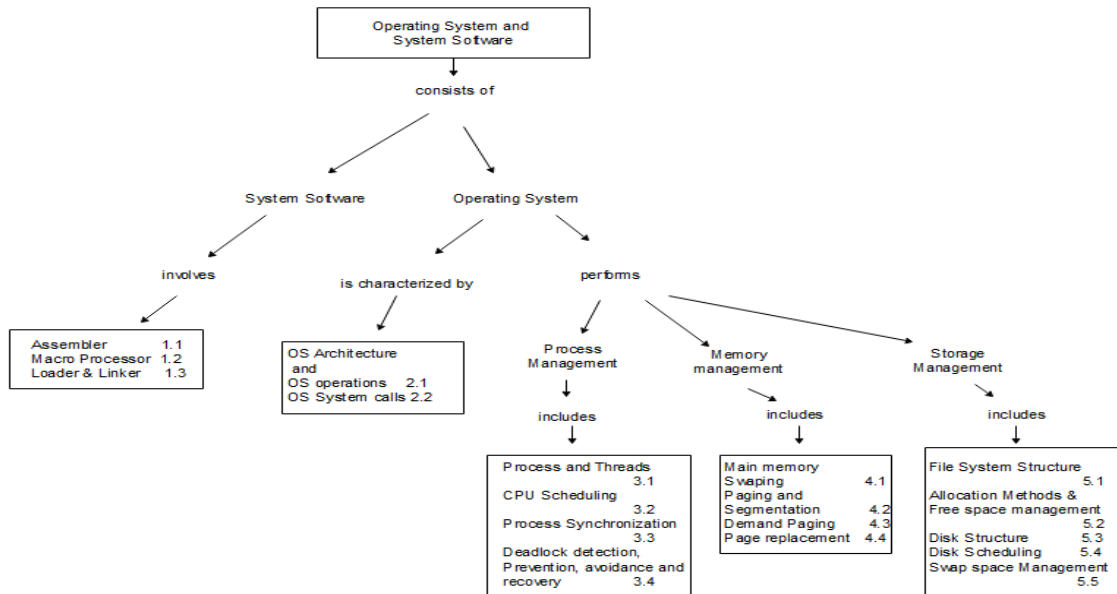 Operating System and
System Software
consists of
System Software
Operating System
involves
is characterized by
performs
Assembler 1.1
Macro Processor 1.2
Loader & Linker 1.3
OS Architecture
and
OS operations 2.1
OS System calls 2.2
Process
Management
Memory
management
Storage
Management
includes
includes
includes
Process and Threads
3.1
CPU Scheduling
3.2
Process Synchronization
3.3
Deadlock detection,
Prevention, avoidance and
recovery 3.4
Main memory
Swaping 4.1
Paging and
Segmentation 4.2
Demand Paging 4.3
Page replacement 4.4
File System Structure
5.1
Allocation Methods &
Free space management
5.2
Disk Structure 5.3
Disk Scheduling 5.4
Swap space Management
5.5